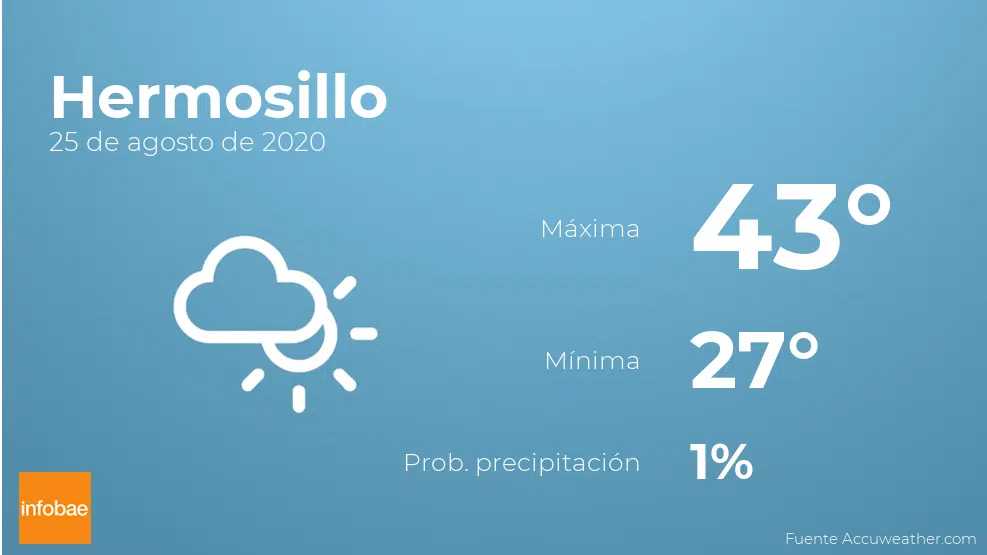 Hermosillo
25 de agosto de 2020
Máxima 43°
Mínima 27°
Prob. precipitación 1%
infobae
Fuente Accuweather.com